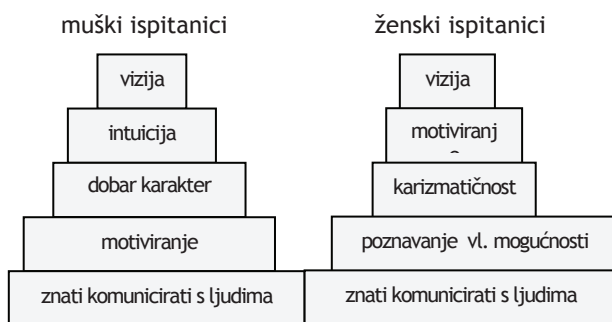 muški ispitanici
vizija
intuicija
dobar karakter
motiviranje
znati komunicirati s ljudima
ženski ispitanici
vizija
motiviranj
karizmatičnost
poznavanje vl. mogućnosti
znati komunicirati s ljudima